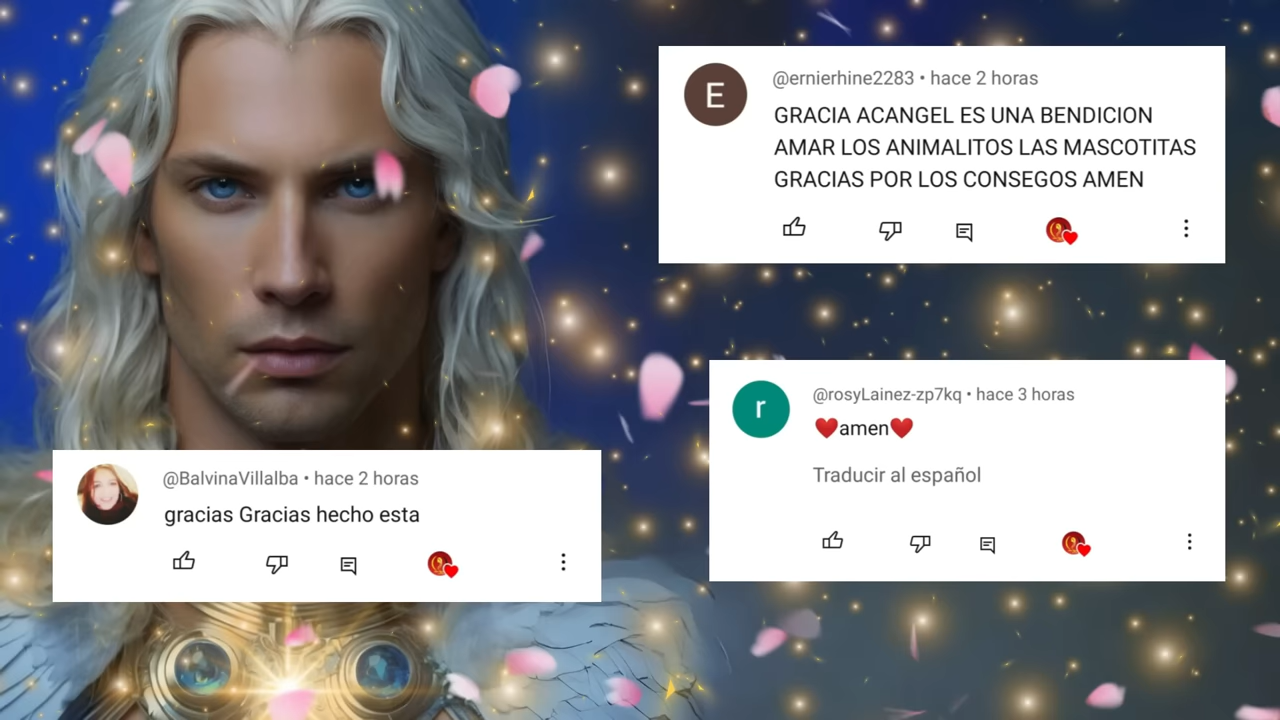 @ernierhine2283 • hace 2 horas
E
GRACIA ACANGEL ES UNA BENDICION
AMAR LOS ANIMALITOS LAS MASCOTITAS
GRACIAS POR LOS CONSEGOS AMEN
@rosyLainez-zp7kq • hace 3 horas
r
❤️amen❤️
Traducir al español
@BalvinaVillalba • hace 2 horas
gracias Gracias hecho esta